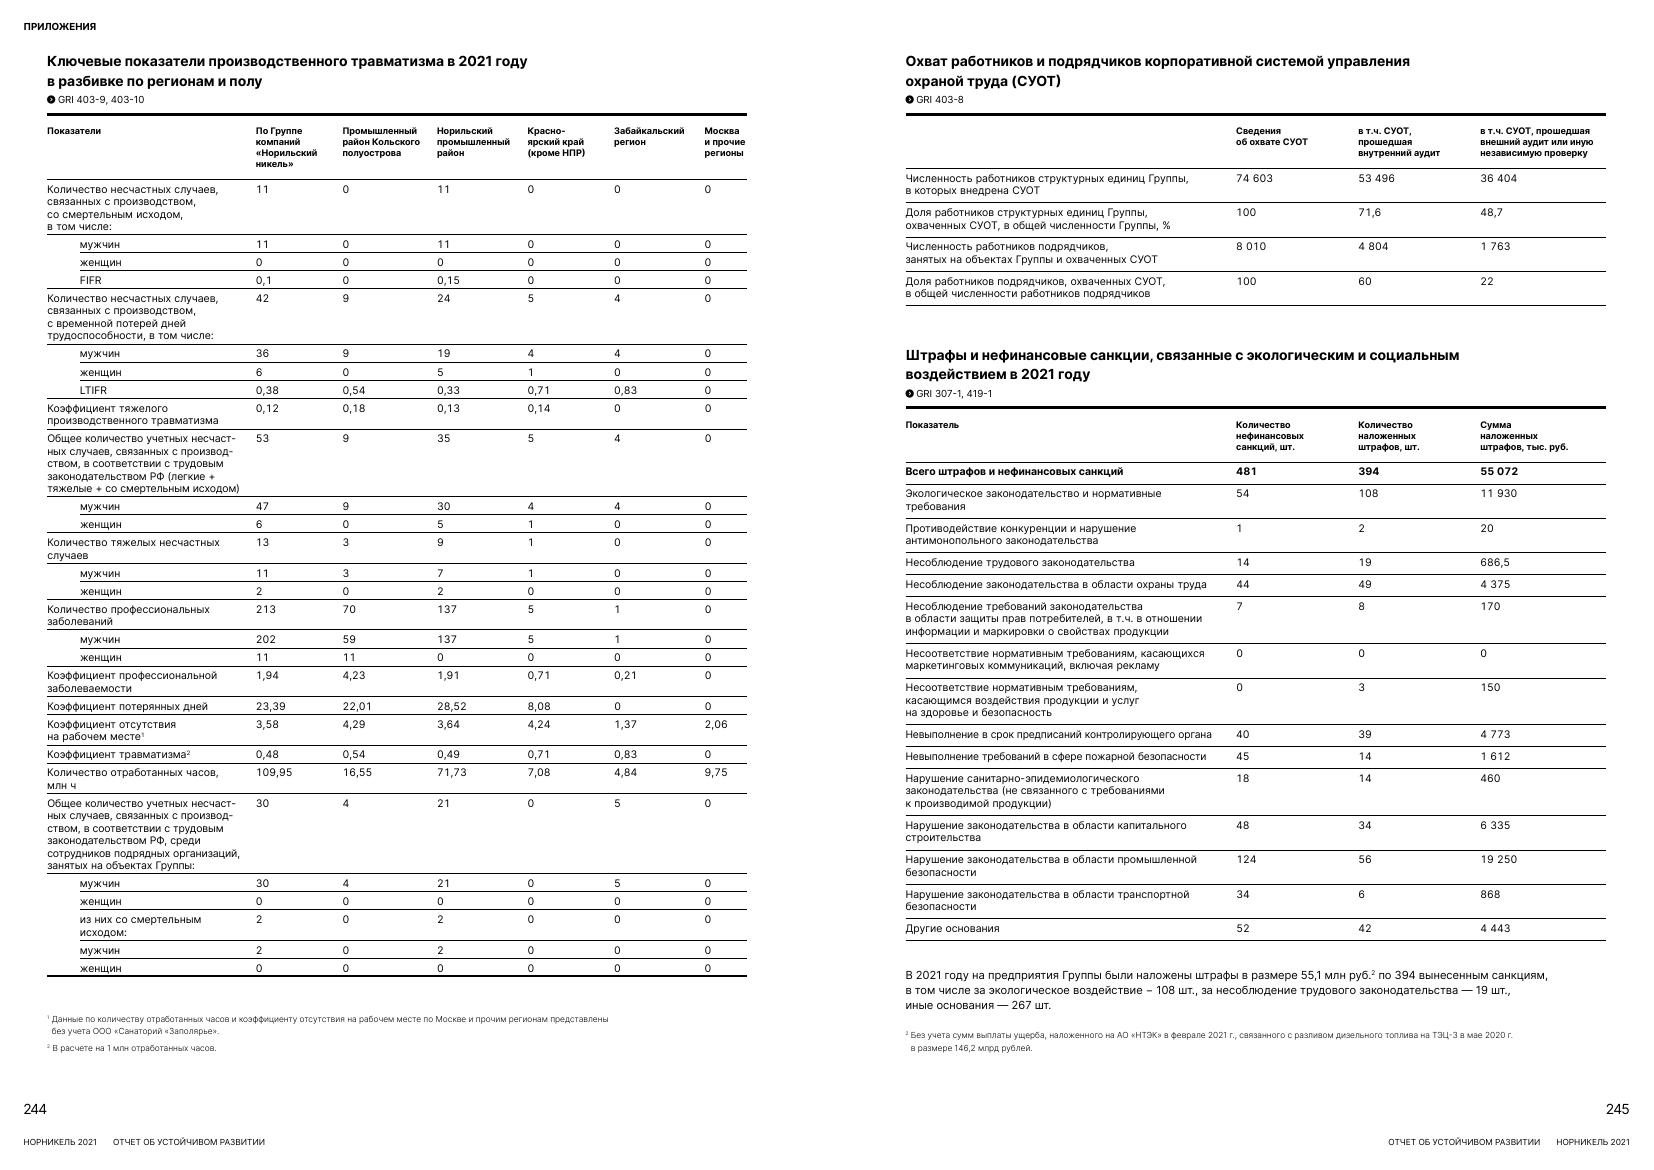 ПРИЛОЖЕНИЯ
Ключевые показатели производственного травматизма в 2021 году
в разбивке по регионам и полу
GRI 403-9, 403-10
Показатели
По Группе
компаний
«Норильский
никель»
Промышленный
район Кольского
полуострова
Норильский
промышленный
район
Красно-
ярский край
(кроме НПР)
Забайкальский
регион
Москва
и прочие
регионы
Количество несчастных случаев, 11 0 11 0 0 0
связанных с производством,
со смертельным исходом,
в том числе:
мужчин 11 0 11 0 0 0
женщин 0 0 0 0 0 0
FIFR 0,1 0 0,15 0 0 0
Количество несчастных случаев, 42 9 24 5 4 0
связанных с производством,
с временной потерей дней
трудоспособности, в том числе:
мужчин 36 9 19 4 4 0
женщин 6 0 5 1 0 0
LTIFR 0,38 0,54 0,33 0,71 0,83 0
Коэффициент тяжелого 0,12 0,18 0,13 0,14 0 0
производственного травматизма
Общее количество учетных несчаст- 53 9 35 5 4 0
ных случаев, связанных с производ-
ством, в соответствии с трудовым
законодательством РФ (легкие +
тяжелые + со смертельным исходом)
мужчин 47 9 30 4 4 0
женщин 6 0 5 1 0 0
Количество тяжелых несчастных 13 3 9 1 0 0
случаев
мужчин 11 3 7 1 0 0
женщин 2 0 2 0 0 0
Количество профессиональных 213 70 137 5 1 0
заболеваний
мужчин 202 59 137 5 1 0
женщин 11 11 0 0 0 0
Коэффициент профессиональной 1,94 4,23 1,91 0,71 0,21 0
заболеваемости
Коэффициент потерянных дней 23,39 22,01 28,52 8,08 0 0
Коэффициент отсутствия 3,58 4,29 3,64 4,24 1,37 2,06
на рабочем месте¹
Коэффициент травматизма² 0,48 0,54 0,49 0,71 0,83 0
Количество отработанных часов, 109,95 16,55 71,73 7,08 4,84 9,75
млн ч
Общее количество учетных несчаст- 30 4 21 0 5 0
ных случаев, связанных с производ-
ством, в соответствии с трудовым
законодательством РФ, среди
сотрудников подрядных организаций,
занятых на объектах Группы:
мужчин 30 4 21 0 5 0
женщин 0 0 0 0 0 0
из них со смертельным 2 0 2 0 0 0
исходом:
мужчин 2 0 2 0 0 0
женщин 0 0 0 0 0 0
¹ Данные по количеству отработанных часов и коэффициенту отсутствия на рабочем месте по Москве и прочим регионам представлены
без учета ООО «Санаторий «Заполярье».
² В расчете на 1 млн отработанных часов.
244
НОРНИКЕЛЬ 2021 ОТЧЕТ ОБ УСТОЙЧИВОМ РАЗВИТИИ
Охват работников и подрядчиков корпоративной системой управления
охраной труда (СУОТ)
GRI 403-8
Сведения
об охвате СУОТ
в т.ч. СУОТ,
прошедшая
внутренний аудит
в т.ч. СУОТ, прошедшая
внешний аудит или иную
независимую проверку
Численность работников структурных единиц Группы, 74 603 53 496 36 404
в которых внедрена СУОТ
Доля работников структурных единиц Группы, 100 71,6 48,7
охваченных СУОТ, в общей численности Группы, %
Численность работников подрядчиков, 8 010 4 804 1 763
занятых на объектах Группы и охваченных СУОТ
Доля работников подрядчиков, охваченных СУОТ, 100 60 22
в общей численности работников подрядчиков
Штрафы и нефинансовые санкции, связанные с экологическим и социальным
воздействием в 2021 году
GRI 307-1, 419-1
Показатель
Количество
нефинансовых
санкций, шт.
Количество
наложенных
штрафов, шт.
Сумма
наложенных
штрафов, тыс. руб.
Всего штрафов и нефинансовых санкций 481 394 55 072
Экологическое законодательство и нормативные 54 108 11 930
требования
Противодействие конкуренции и нарушение 1 2 20
антимонопольного законодательства
Несоблюдение трудового законодательства 14 19 686,5
Несоблюдение законодательства в области охраны труда 44 49 4 375
Несоблюдение требований законодательства 7 8 170
в области защиты прав потребителей, в т.ч. в отношении
информации и маркировки о свойствах продукции
Несоответствие нормативным требованиям, касающихся 0 0 0
маркетинговых коммуникаций, включая рекламу
Несоответствие нормативным требованиям, 0 3 150
касающимся воздействия продукции и услуг
на здоровье и безопасность
Невыполнение в срок предписаний контролирующего органа 40 39 4 773
Невыполнение требований в сфере пожарной безопасности 45 14 1 612
Нарушение санитарно-эпидемиологического 18 14 460
законодательства (не связанного с требованиями
к производимой продукции)
Нарушение законодательства в области капитального 48 34 6 335
строительства
Нарушение законодательства в области промышленной 124 56 19 250
безопасности
Нарушение законодательства в области транспортной 34 6 868
безопасности
Другие основания 52 42 4 443
В 2021 году на предприятия Группы были наложены штрафы в размере 55,1 млн руб.² по 394 вынесенным санкциям,
в том числе за экологическое воздействие – 108 шт., за несоблюдение трудового законодательства — 19 шт.,
иные основания — 267 шт.
² Без учета сумм выплаты ущерба, наложенного на АО «НТЭК» в феврале 2021 г., связанного с разливом дизельного топлива на ТЭЦ-3 в мае 2020 г.
в размере 146,2 млрд рублей.
245
ОТЧЕТ ОБ УСТОЙЧИВОМ РАЗВИТИИ НОРНИКЕЛЬ 2021